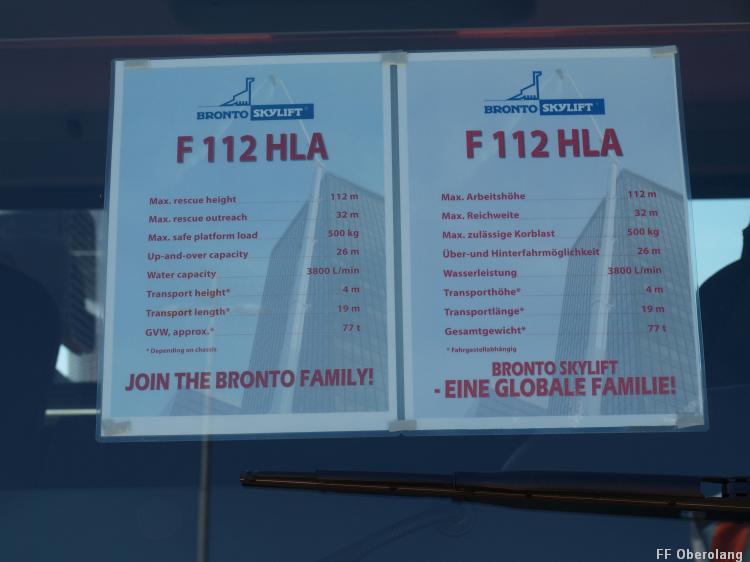 BRONTO SKYLIFT
F 112 HLA
Max. rescue height 112 m
Max. rescue outreach 32 m
Max. safe platform load 500 kg
Up-and-over capacity 26 m
Water capacity 3800 L/min
Transport height* 4 m
Transport length* 19 m
GVW, approx.* 77 t
* Depending on chassis
JOIN THE BRONTO FAMILY!
BRONTO SKYLIFT®
F 112 HLA
Max. Arbeitshöhe 112 m
Max. Reichweite 32 m
Max. zulässige Korblast 500 kg
Über-und Hinterfahrmöglichkeit 26 m
Wasserleistung 3800 L/min
Transporthöhe* 4 m
Transportlänge* 19 m
Gesamtgewicht* 77 t
* Fahrgestellabhängig
BRONTO SKYLIFT
- EINE GLOBALE FAMILIE!
FF Oberolang